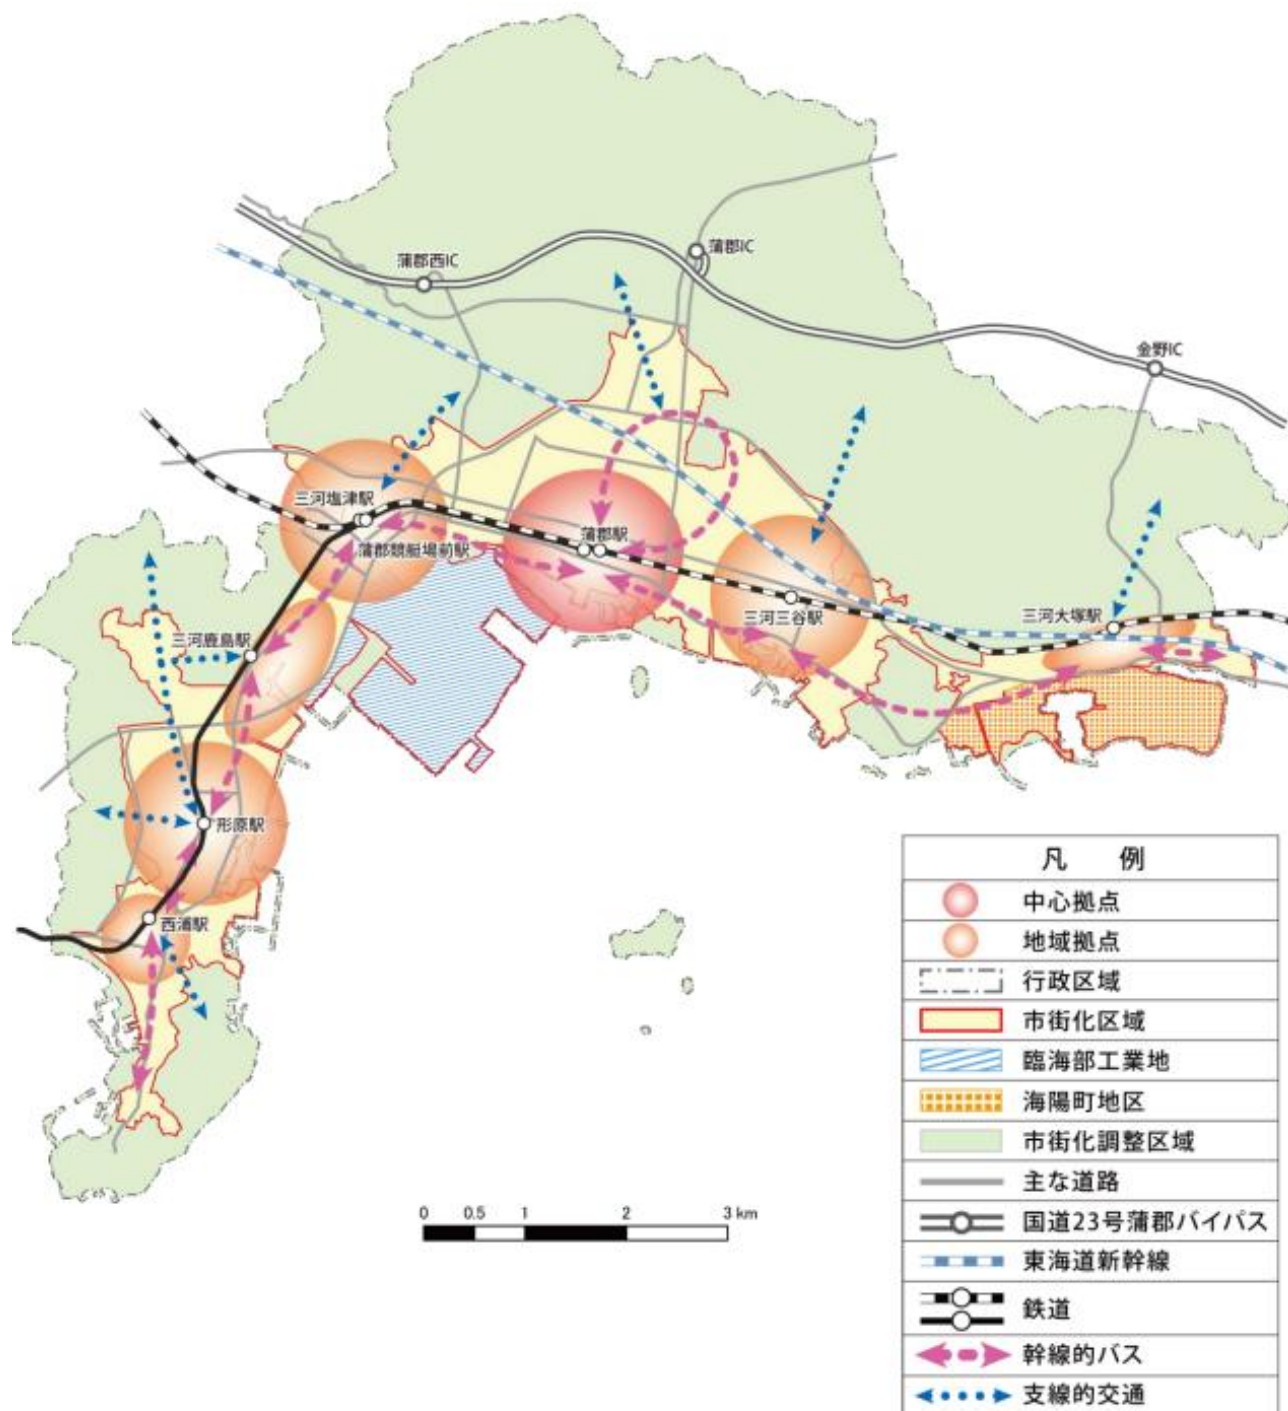 蒲郡IC
蒲郡西IC
金野IC
三河塩津駅
蒲郡駅
蒲郡競艇場前駅
三河三谷駅
三河大塚駅
三河鹿島駅
形原駅
西浦駅
凡　例
中心拠点
地域拠点
行政区域
市街化区域
臨海部工業地
海陽町地区
市街化調整区域
主な道路
国道23号蒲郡バイパス
東海道新幹線
鉄道
幹線的バス
支線的交通
0 0.5 1 2 3 km